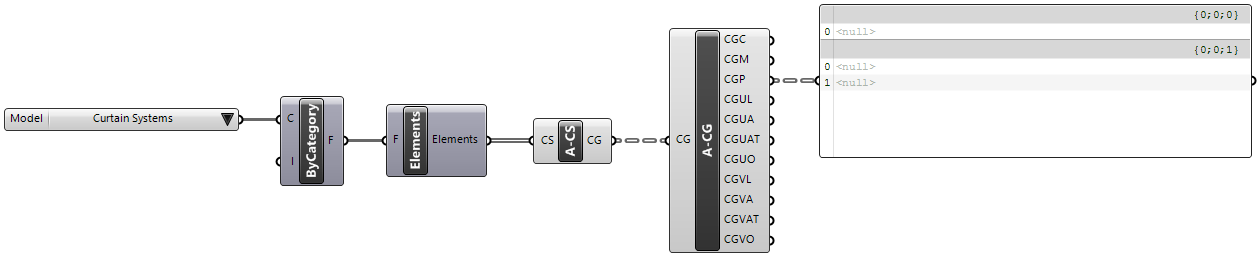 Model Curtain Systems
C
I
ByCategory
F
F
Elements
Elements
CS
A-CS
CG
CG
A-CG
CGC
CGM
CGP
CGUL
CGUA
CGUAT
CGUO
CGVL
CGVA
CGVAT
CGVO
{0;0;0}
0 <null>
{0;0;1}
0 <null>
1 <null>